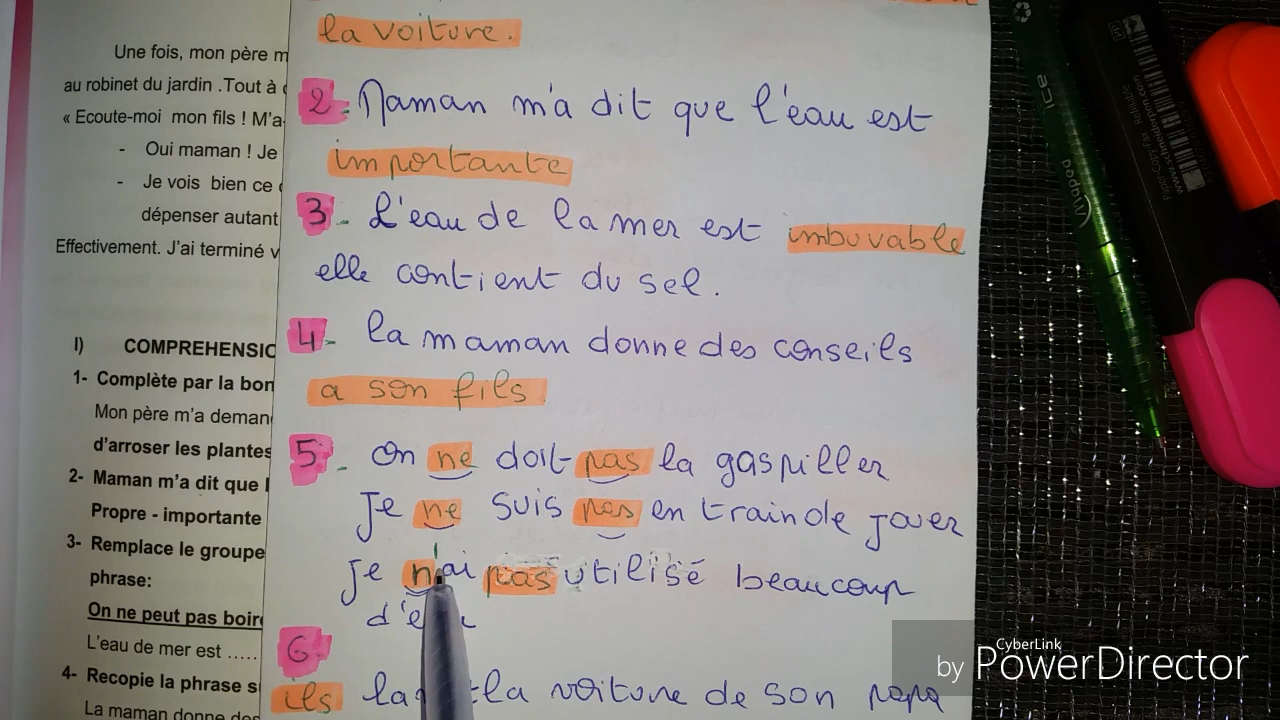 Une fois, mon père m
au robinet du jardin .Tout à
« Ecoute-moi mon fils ! M'a
- Oui maman ! Je
- Je vois bien ce
dépenser autant
Effectivement. J'ai terminé v
I) COMPREHENSIO
1- Complète par la bon
Mon père m'a deman
d'arroser les plantes
2- Maman m'a dit que l
Propre - importante
3- Remplace le groupe
phrase:
On ne peut pas boire
L'eau de mer est .....
4- Recopie la phrase s
La maman donne des
la voiture.
2- Maman m'a dit que l'eau est
importante
3- L'eau de la mer est imbuvable
elle contient du sel.
4- la maman donne des conseils
a son fils
5- On ne doit pas la gaspiller
Je ne suis pas en train de jouer
je n'ai pas utilisé beaucoup
6-
ils la voiture de son papa
ice
Maped
CyberLink
by PowerDirector